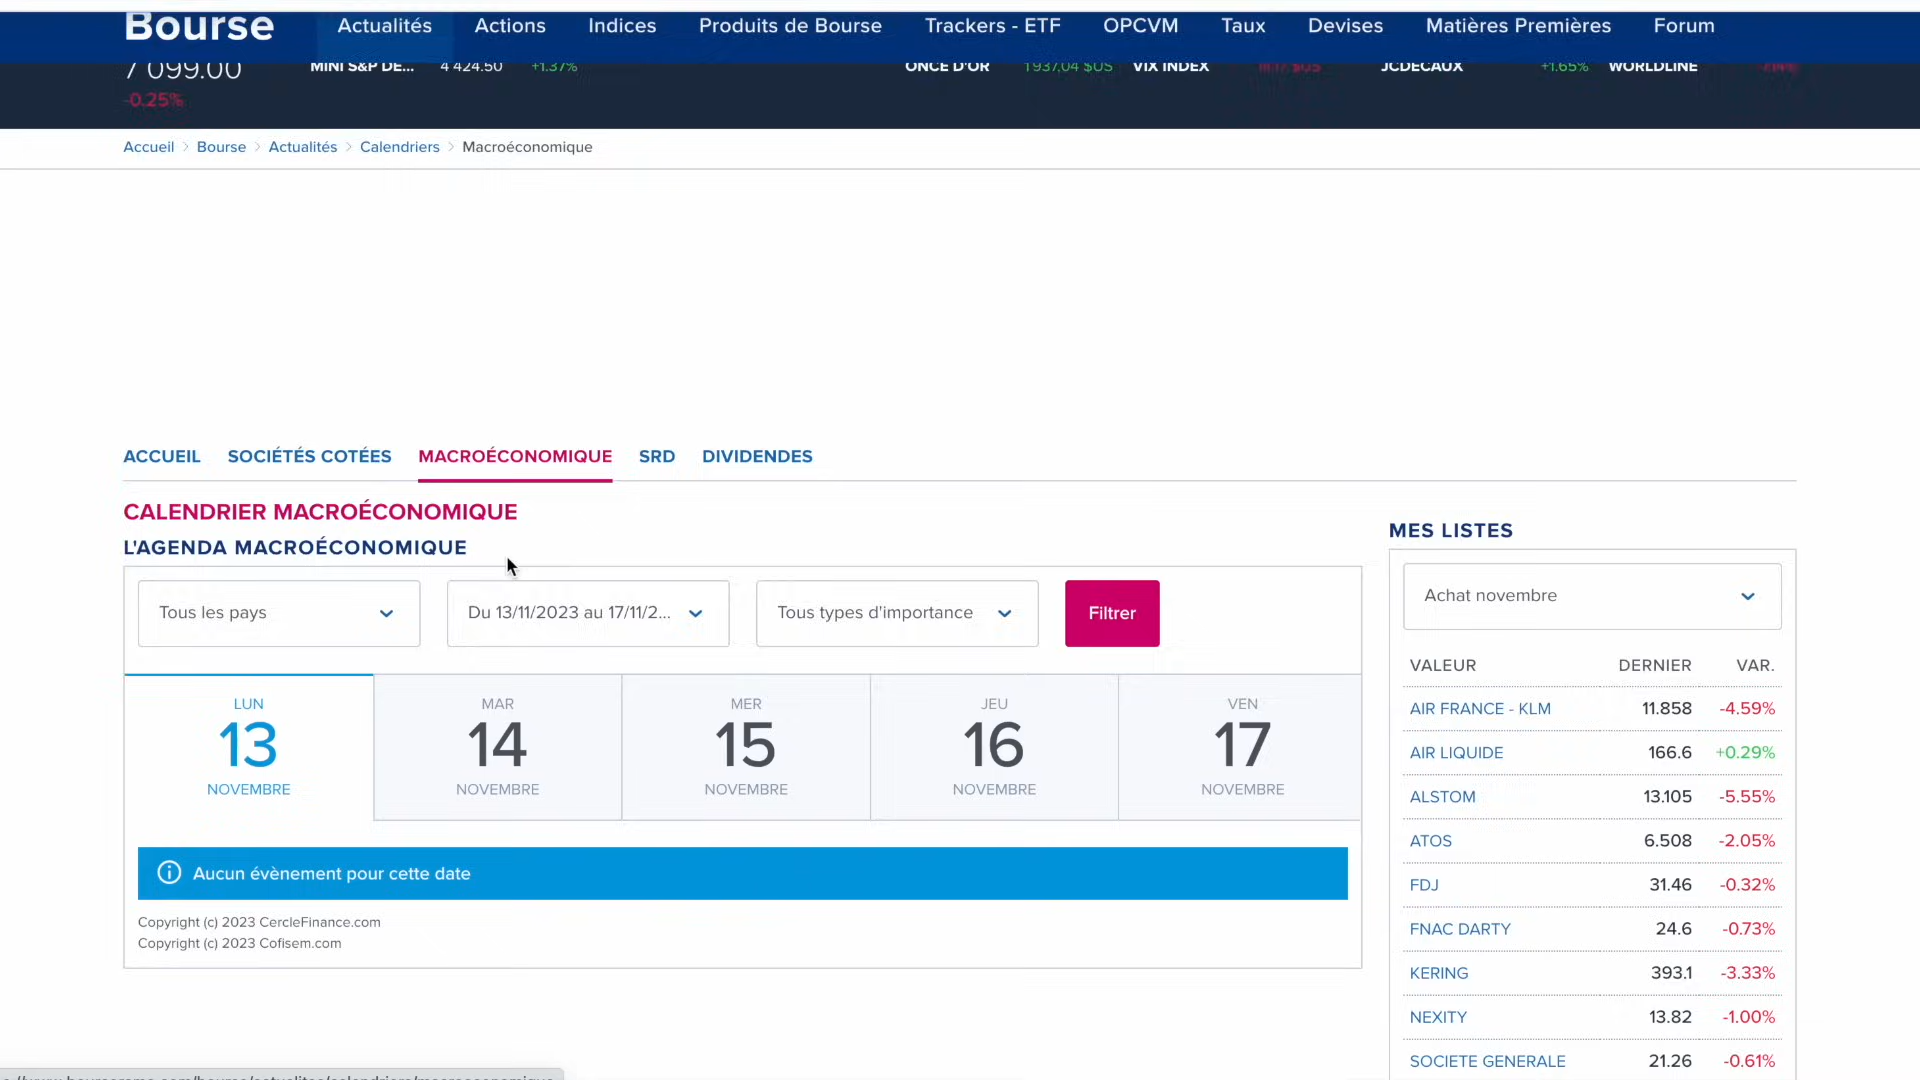 Bourse
Actualités Actions Indices Produits de Bourse Trackers - ETF OPCVM Taux Devises Matières Premières Forum
7 099.00 MINI S&P DE... 4 424.50 +1.37% ONCE D'OR 1 937,04 $US VIX INDEX JCDECAUX +1.65% WORLDLINE
-0.25%
Accueil > Bourse > Actualités > Calendriers > Macroéconomique
ACCUEIL SOCIÉTÉS COTÉES MACROÉCONOMIQUE SRD DIVIDENDES
CALENDRIER MACROÉCONOMIQUE
L'AGENDA MACROÉCONOMIQUE
Tous les pays Du 13/11/2023 au 17/11/2... Tous types d'importance Filtrer
LUN MAR MER JEU VEN
13 14 15 16 17
NOVEMBRE NOVEMBRE NOVEMBRE NOVEMBRE NOVEMBRE
Aucun évènement pour cette date
Copyright (c) 2023 CercleFinance.com
Copyright (c) 2023 Cofisem.com
MES LISTES
Achat novembre
VALEUR DERNIER VAR.
AIR FRANCE - KLM 11.858 -4.59%
AIR LIQUIDE 166.6 +0.29%
ALSTOM 13.105 -5.55%
ATOS 6.508 -2.05%
FDJ 31.46 -0.32%
FNAC DARTY 24.6 -0.73%
KERING 393.1 -3.33%
NEXITY 13.82 -1.00%
SOCIETE GENERALE 21.26 -0.61%